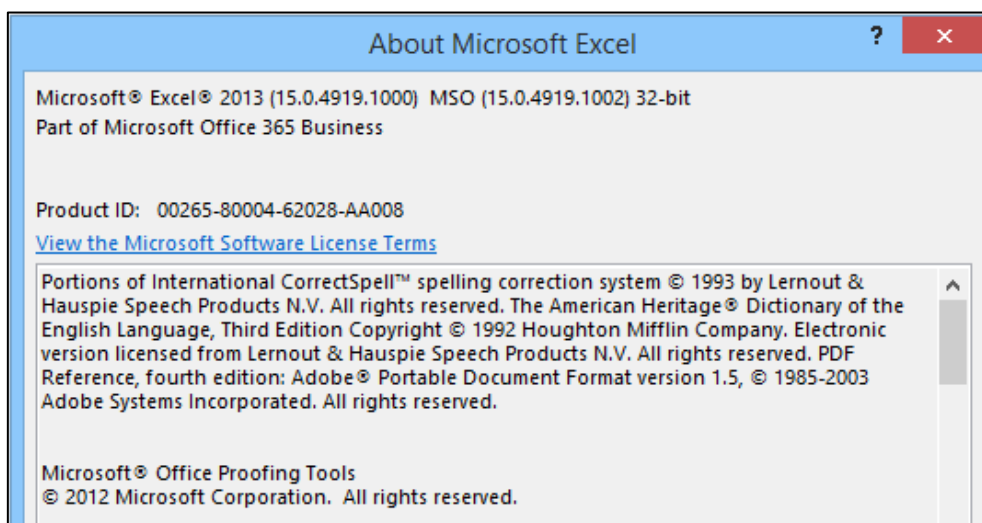 About Microsoft Excel
?
×
Microsoft® Excel® 2013 (15.0.4919.1000)  MSO (15.0.4919.1002) 32-bit
Part of Microsoft Office 365 Business
Product ID:   00265-80004-62028-AA008
View the Microsoft Software License Terms
Portions of International CorrectSpell™ spelling correction system © 1993 by Lernout &
Hauspie Speech Products N.V. All rights reserved. The American Heritage® Dictionary of the
English Language, Third Edition Copyright © 1992 Houghton Mifflin Company. Electronic
version licensed from Lernout & Hauspie Speech Products N.V. All rights reserved. PDF
Reference, fourth edition: Adobe® Portable Document Format version 1.5, © 1985-2003
Adobe Systems Incorporated. All rights reserved.
Microsoft® Office Proofing Tools
© 2012 Microsoft Corporation.  All rights reserved.